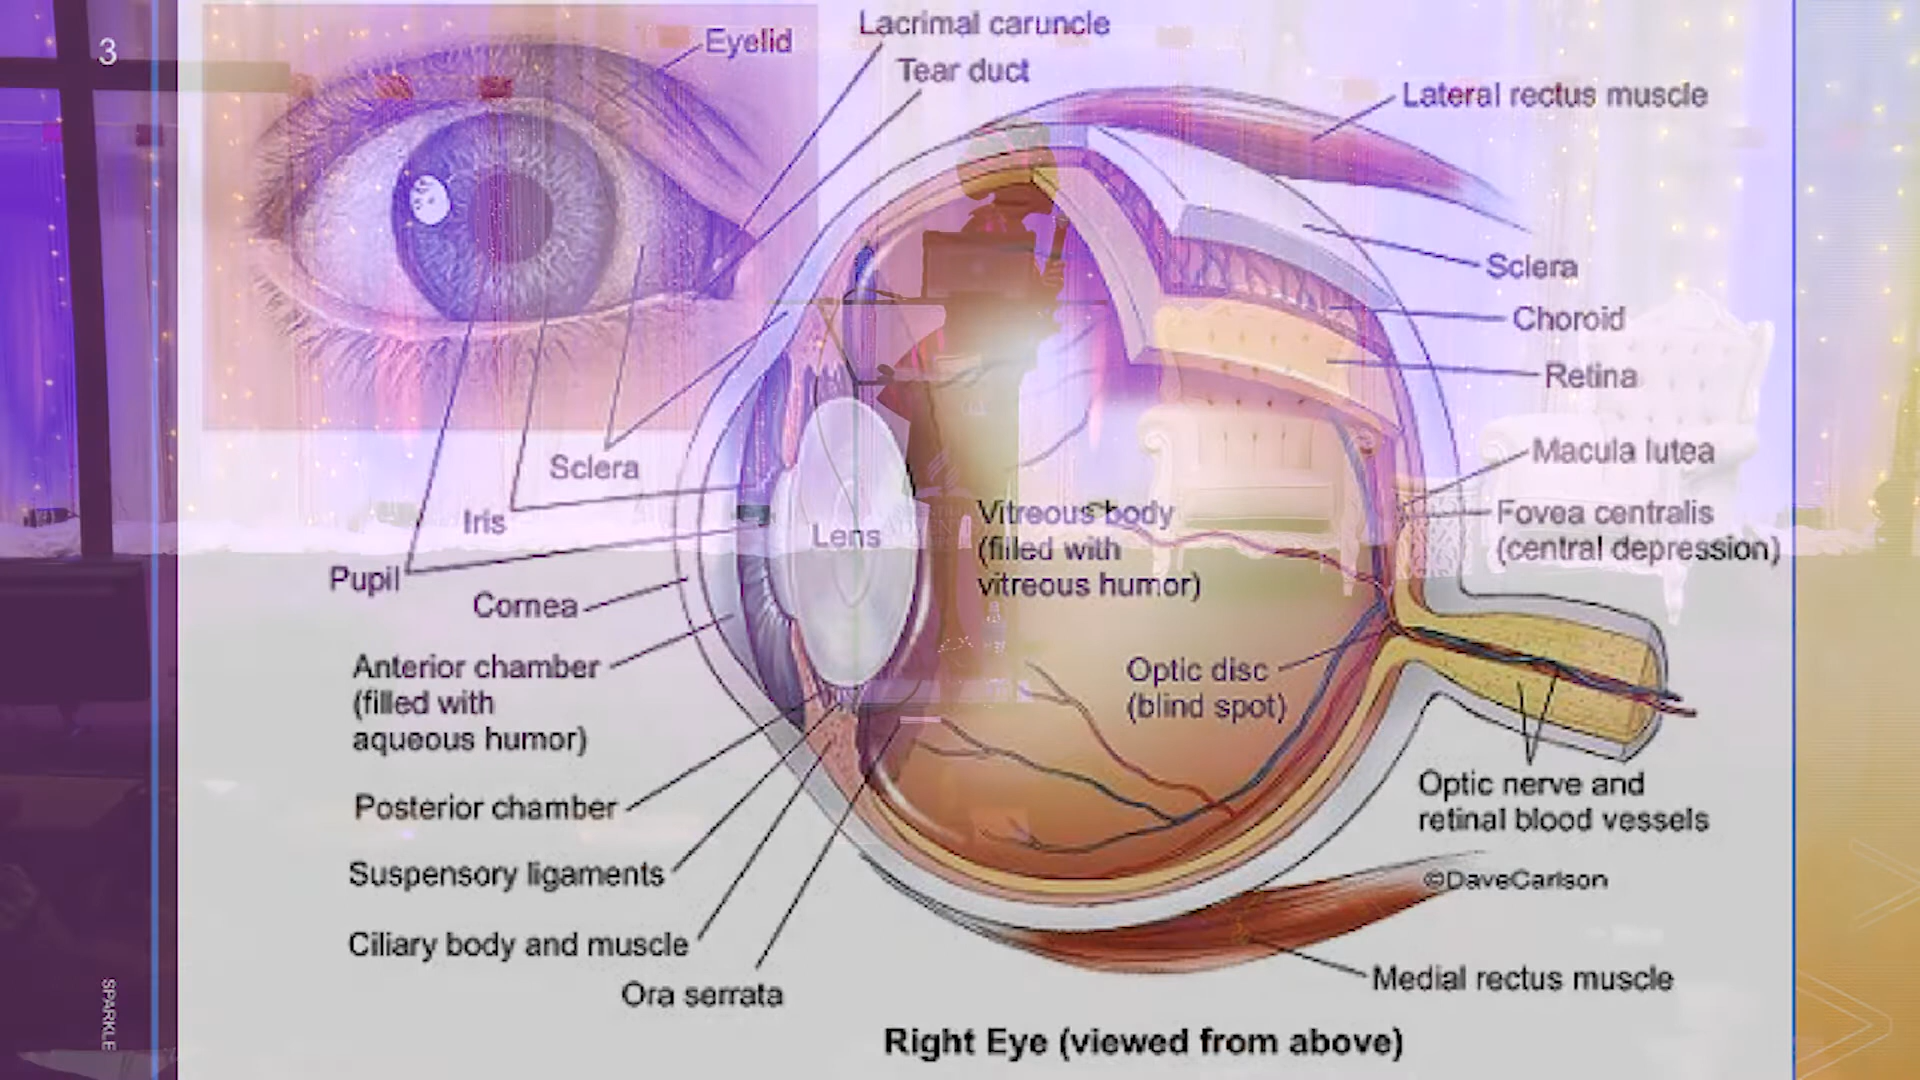 3
Eyelid
Lacrimal caruncle
Tear duct
Lateral rectus muscle
Sclera
Choroid
Retina
Macula lutea
Fovea centralis
(central depression)
Sclera
Iris
Pupil
Cornea
Lens
Vitreous body
(filled with
vitreous humor)
Anterior chamber
(filled with
aqueous humor)
Optic disc
(blind spot)
Posterior chamber
Optic nerve and
retinal blood vessels
Suspensory ligaments
©DaveCarlson
Ciliary body and muscle
Ora serrata
Medial rectus muscle
Right Eye (viewed from above)
SPARKLE